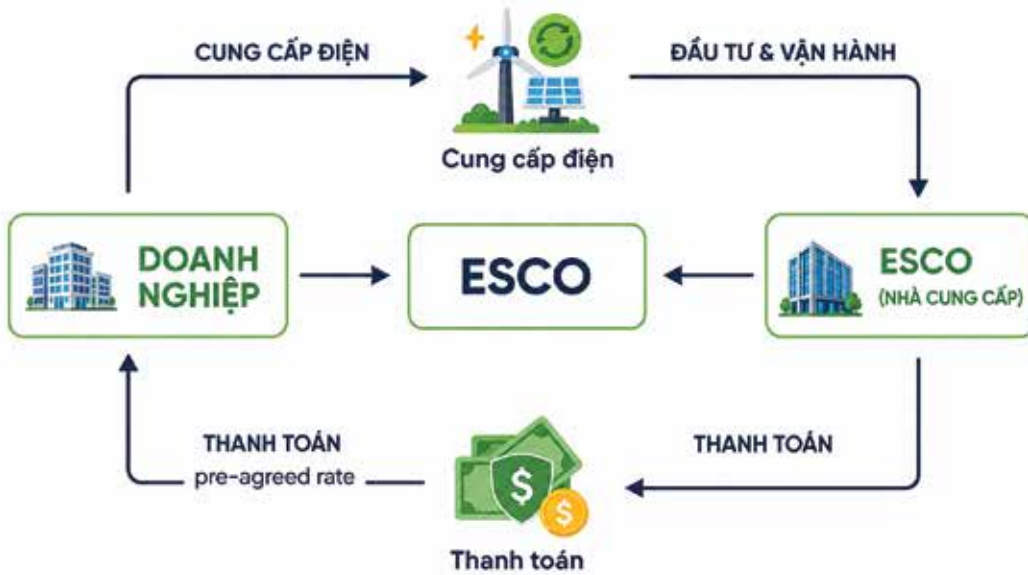 CUNG CẤP ĐIỆN
ĐẦU TƯ & VẬN HÀNH
Cung cấp điện
DOANH
NGHIỆP
ESCO
ESCO
(NHÀ CUNG CẤP)
THANH TOÁN
pre-agreed rate
THANH TOÁN
$
$
Thanh toán